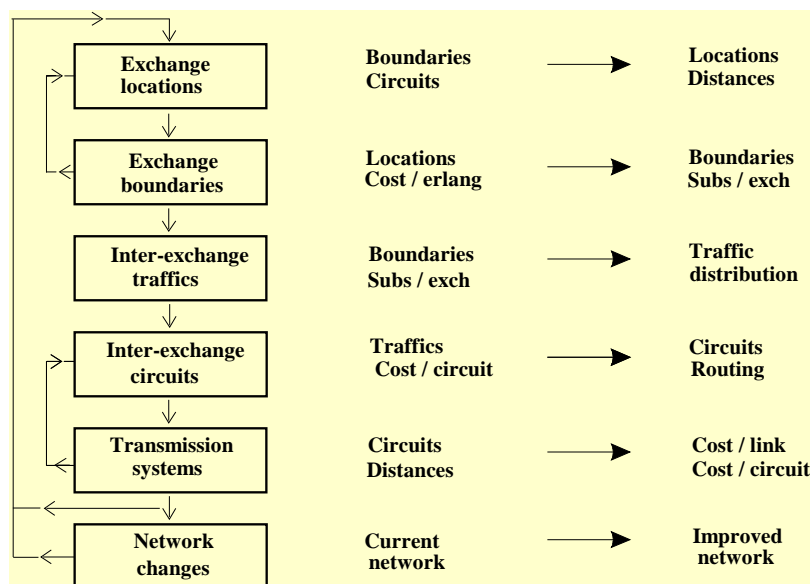 Exchange
locations
Boundaries
Circuits
Locations
Distances
Exchange
boundaries
Locations
Cost / erlang
Boundaries
Subs / exch
Inter-exchange
traffics
Boundaries
Subs / exch
Traffic
distribution
Inter-exchange
circuits
Traffics
Cost / circuit
Circuits
Routing
Transmission
systems
Circuits
Distances
Cost / link
Cost / circuit
Network
changes
Current
network
Improved
network